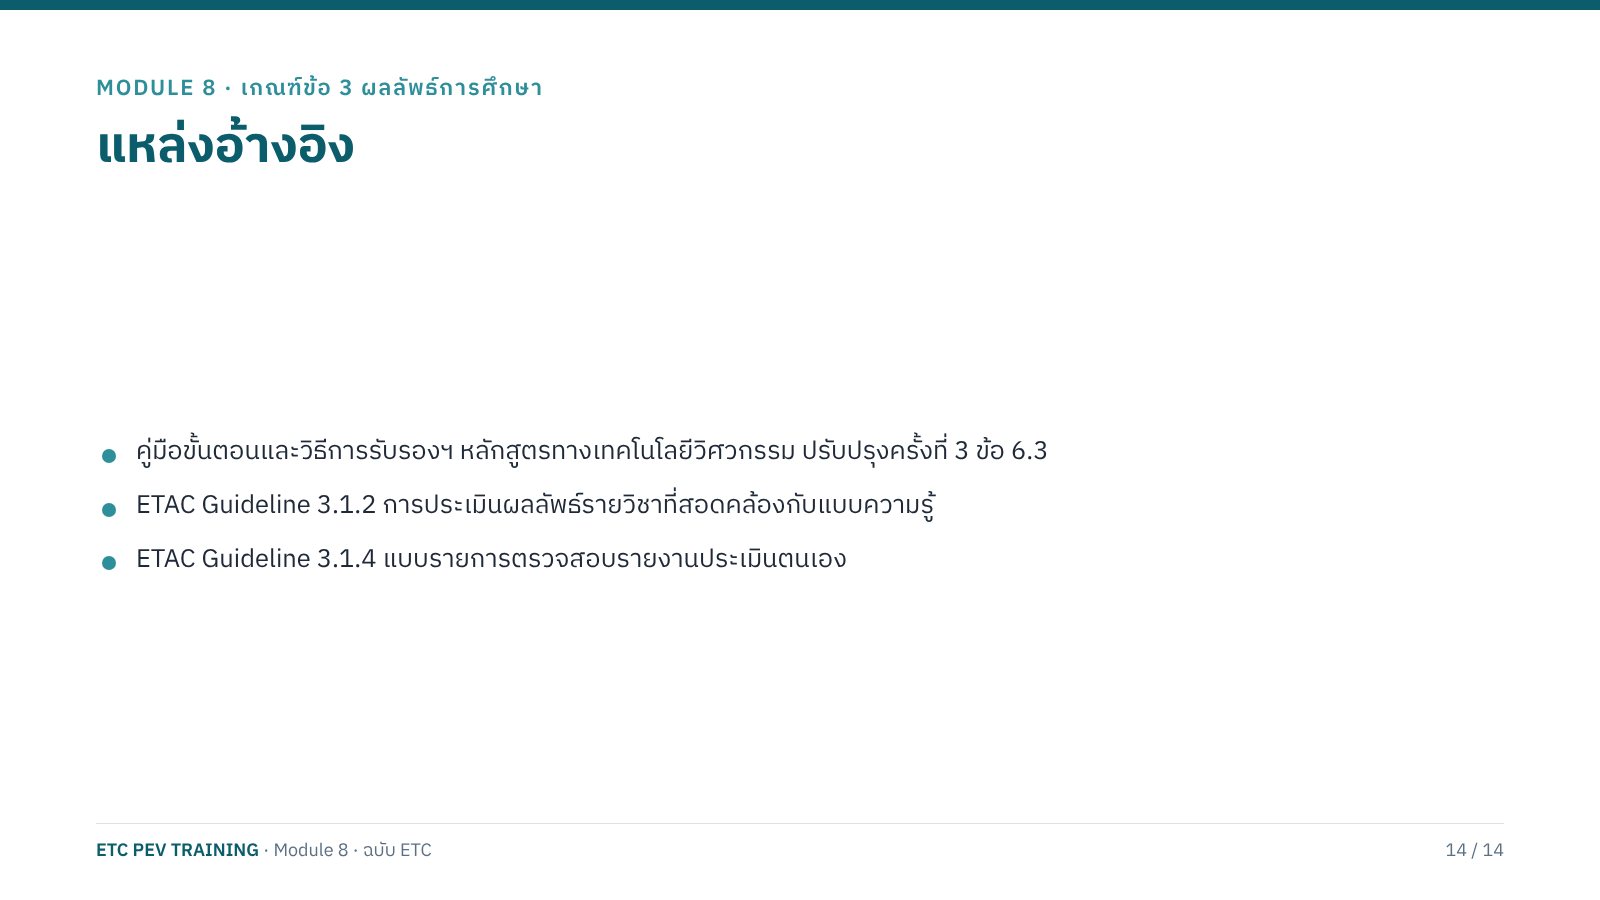 MODULE 8 · เกณฑ์ข้อ 3 ผลลัพธ์การศึกษา
แหล่งอ้างอิง
คู่มือขั้นตอนและวิธีการรับรองฯ หลักสูตรทางเทคโนโลยีวิศวกรรม ปรับปรุงครั้งที่ 3 ข้อ 6.3
ETAC Guideline 3.1.2 การประเมินผลลัพธ์รายวิชาที่สอดคล้องกับแบบความรู้
ETAC Guideline 3.1.4 แบบรายการตรวจสอบรายงานประเมินตนเอง
ETC PEV TRAINING · Module 8 · ฉบับ ETC
14 / 14